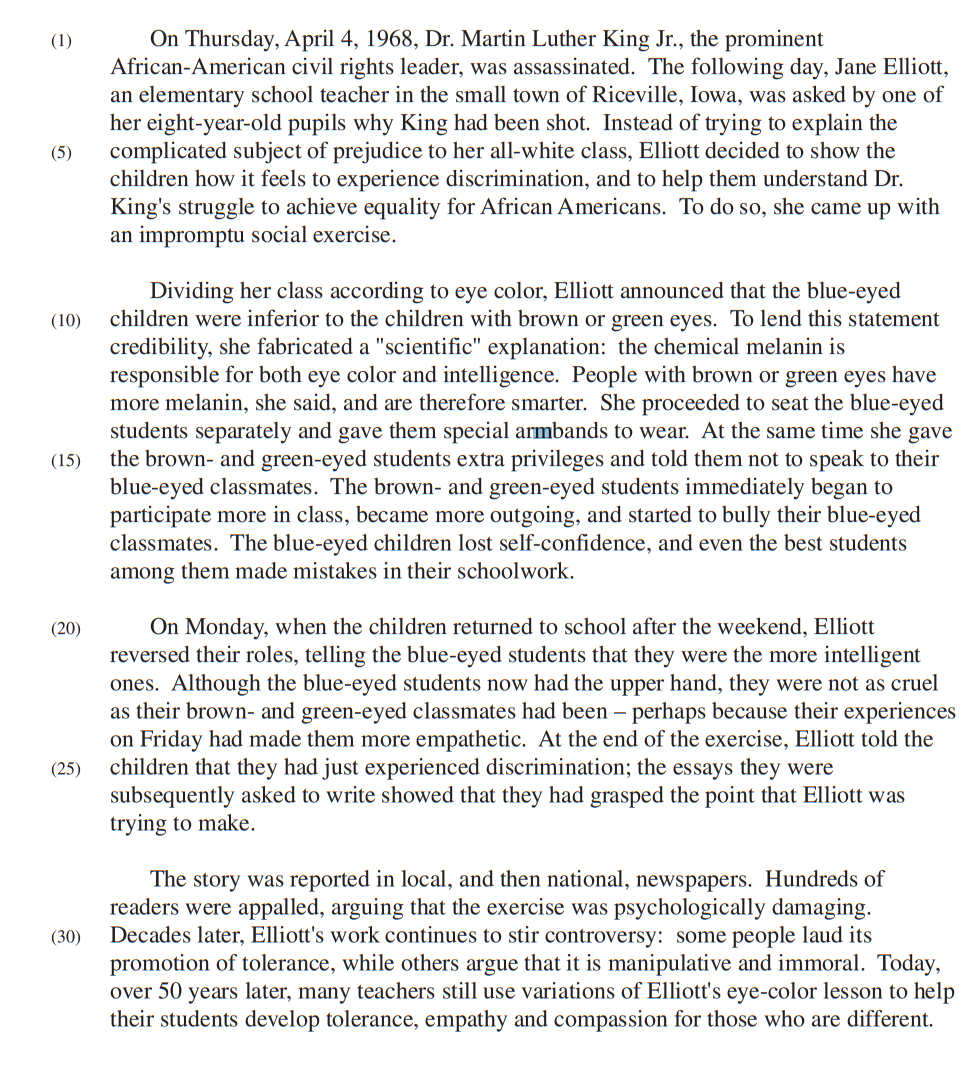 (1) On Thursday, April 4, 1968, Dr. Martin Luther King Jr., the prominent
African-American civil rights leader, was assassinated. The following day, Jane Elliott,
an elementary school teacher in the small town of Riceville, Iowa, was asked by one of
her eight-year-old pupils why King had been shot. Instead of trying to explain the
(5) complicated subject of prejudice to her all-white class, Elliott decided to show the
children how it feels to experience discrimination, and to help them understand Dr.
King's struggle to achieve equality for African Americans. To do so, she came up with
an impromptu social exercise.
Dividing her class according to eye color, Elliott announced that the blue-eyed
(10) children were inferior to the children with brown or green eyes. To lend this statement
credibility, she fabricated a "scientific" explanation: the chemical melanin is
responsible for both eye color and intelligence. People with brown or green eyes have
more melanin, she said, and are therefore smarter. She proceeded to seat the blue-eyed
students separately and gave them special armbands to wear. At the same time she gave
(15) the brown- and green-eyed students extra privileges and told them not to speak to their
blue-eyed classmates. The brown- and green-eyed students immediately began to
participate more in class, became more outgoing, and started to bully their blue-eyed
classmates. The blue-eyed children lost self-confidence, and even the best students
among them made mistakes in their schoolwork.
(20) On Monday, when the children returned to school after the weekend, Elliott
reversed their roles, telling the blue-eyed students that they were the more intelligent
ones. Although the blue-eyed students now had the upper hand, they were not as cruel
as their brown- and green-eyed classmates had been – perhaps because their experiences
on Friday had made them more empathetic. At the end of the exercise, Elliott told the
(25) children that they had just experienced discrimination; the essays they were
subsequently asked to write showed that they had grasped the point that Elliott was
trying to make.
The story was reported in local, and then national, newspapers. Hundreds of
readers were appalled, arguing that the exercise was psychologically damaging.
(30) Decades later, Elliott's work continues to stir controversy: some people laud its
promotion of tolerance, while others argue that it is manipulative and immoral. Today,
over 50 years later, many teachers still use variations of Elliott's eye-color lesson to help
their students develop tolerance, empathy and compassion for those who are different.